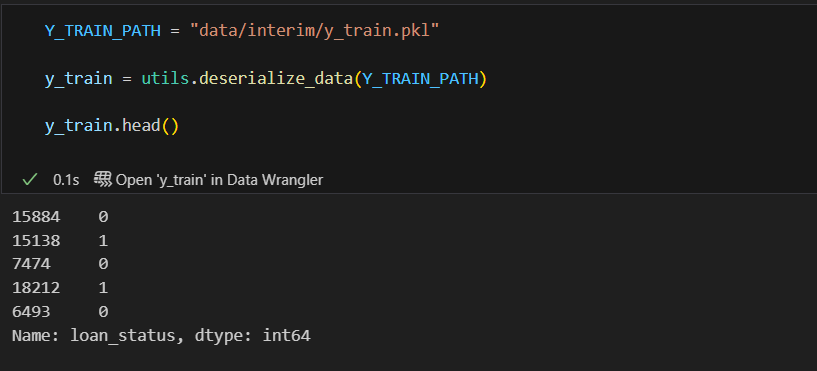 Y_TRAIN_PATH = "data/interim/y_train.pkl"
y_train = utils.deserialize_data(Y_TRAIN_PATH)
y_train.head()
0.1s Open 'y_train' in Data Wrangler
15884 0
15138 1
7474 0
18212 1
6493 0
Name: loan_status, dtype: int64